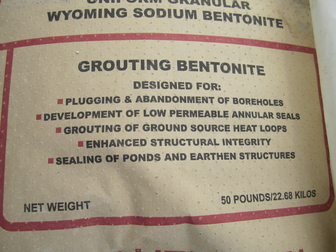 UNIFORM GRANULAR
WYOMING SODIUM BENTONITE
GROUTING BENTONITE
DESIGNED FOR:
▪PLUGGING & ABANDONMENT OF BOREHOLES
▪DEVELOPMENT OF LOW PERMEABLE ANNULAR SEALS
▪GROUTING OF GROUND SOURCE HEAT LOOPS
▪ENHANCED STRUCTURAL INTEGRITY
▪SEALING OF PONDS AND EARTHEN STRUCTURES
NET WEIGHT 50 POUNDS/22.68 KILOS